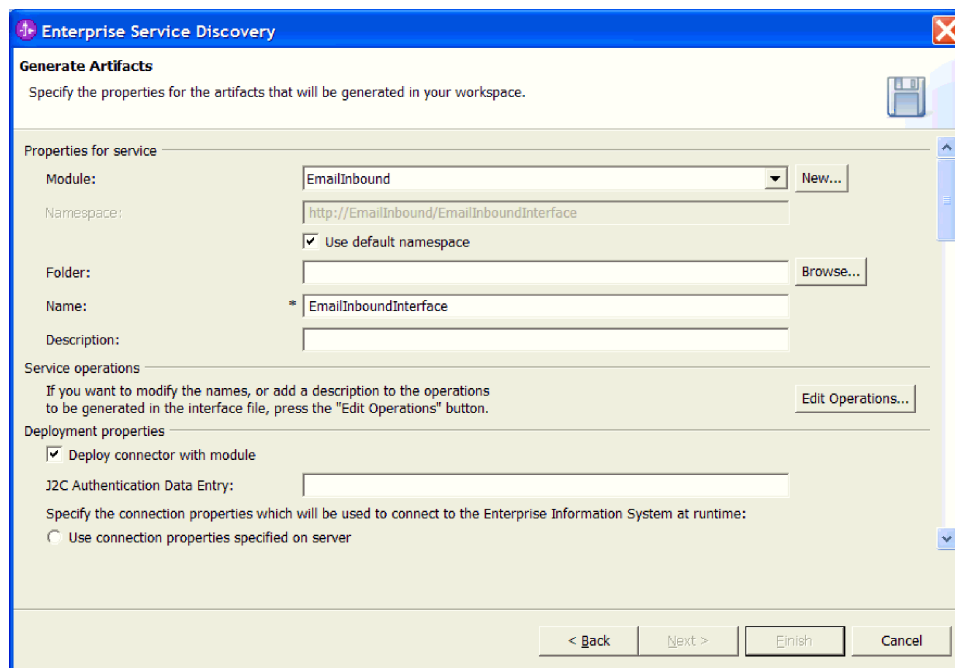 Enterprise Service Discovery
Generate Artifacts
Specify the properties for the artifacts that will be generated in your workspace.
Properties for service
Module: EmailInbound New...
Namespace: http://EmailInbound/EmailInboundInterface
Use default namespace
Folder: Browse...
Name: * EmailInboundInterface
Description:
Service operations
If you want to modify the names, or add a description to the operations
to be generated in the interface file, press the "Edit Operations" button. Edit Operations...
Deployment properties
Deploy connector with module
J2C Authentication Data Entry:
Specify the connection properties which will be used to connect to the Enterprise Information System at runtime:
Use connection properties specified on server
< Back Next > Finish Cancel